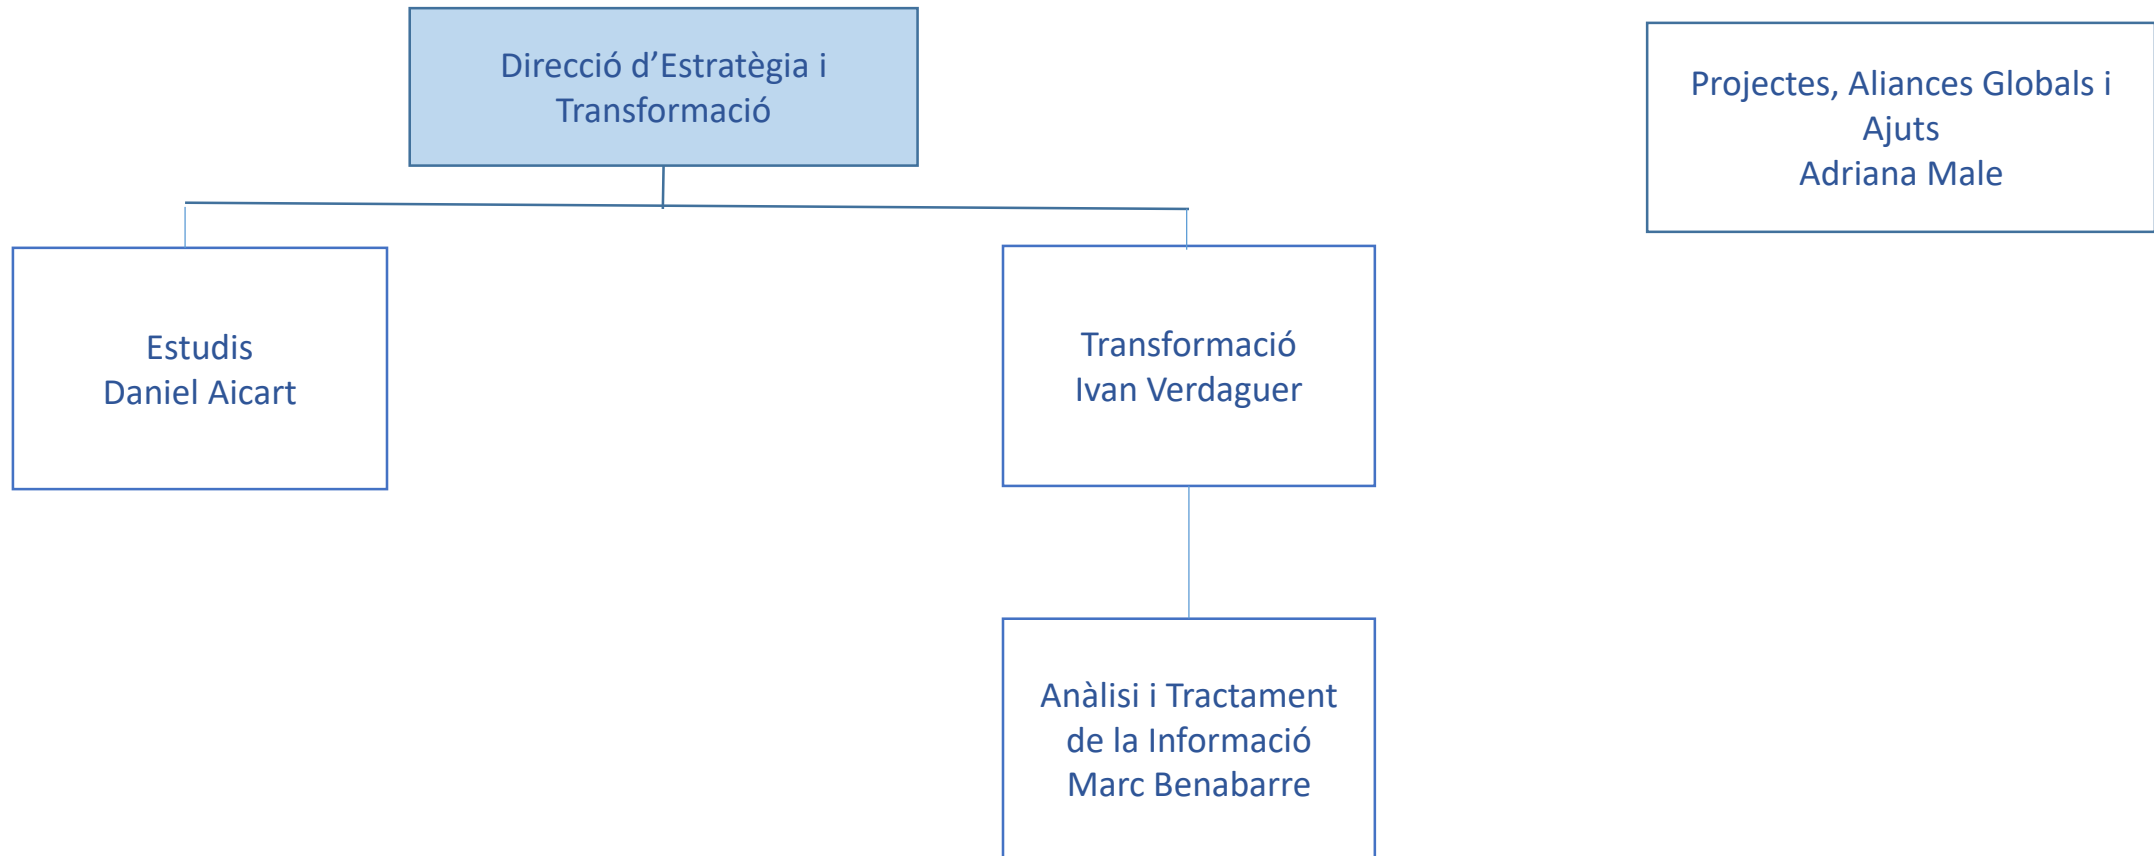 Direcció d’Estratègia i
Transformació
Projectes, Aliances Globals i
Ajuts
Adriana Male
Estudis
Daniel Aicart
Transformació
Ivan Verdaguer
Anàlisi i Tractament
de la Informació
Marc Benabarre